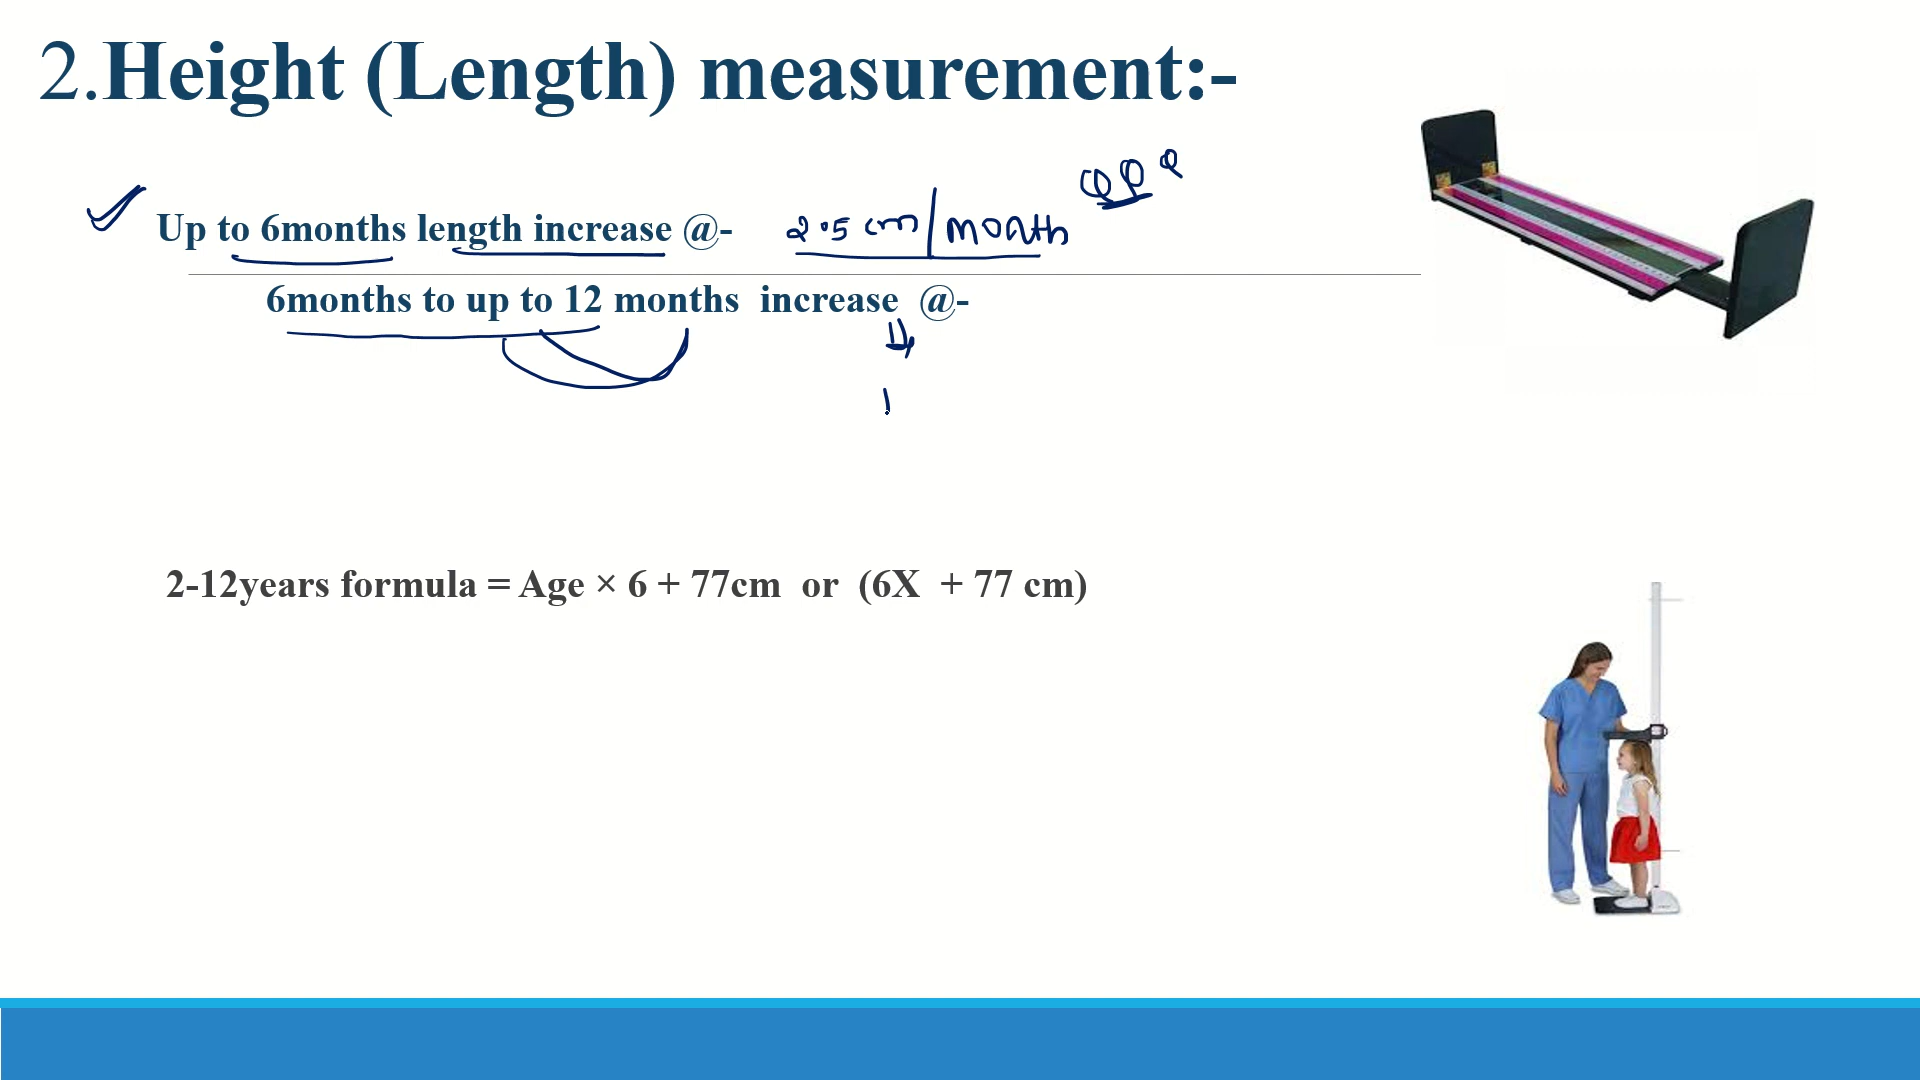 2.Height (Length) measurement:-
Up to 6months length increase @- 2.5 cm/month
6months to up to 12 months increase @-
2-12years formula = Age × 6 + 77cm or (6X + 77 cm)